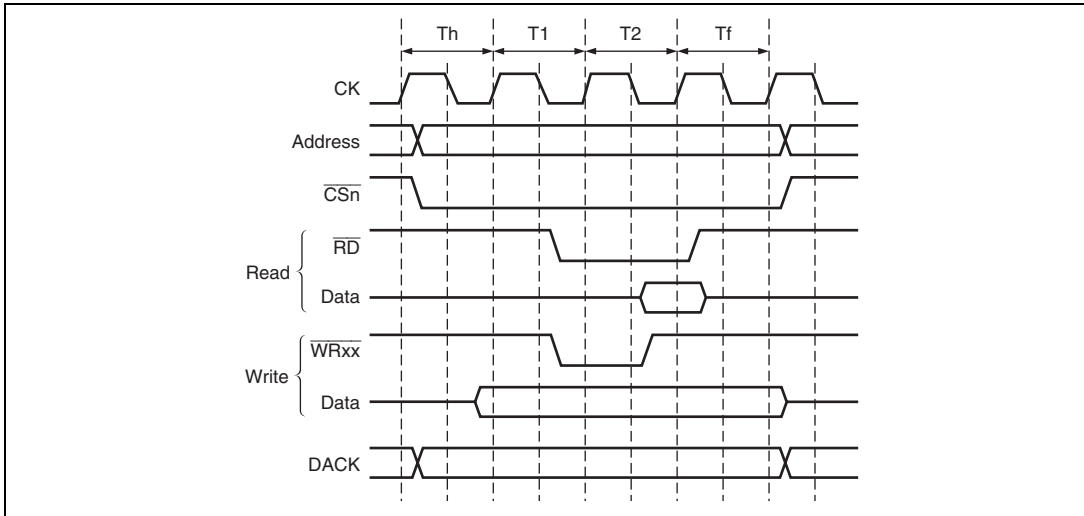 Th T1 T2 Tf
CK
Address
CSn
RD
Read
Data
WRxx
Write
Data
DACK